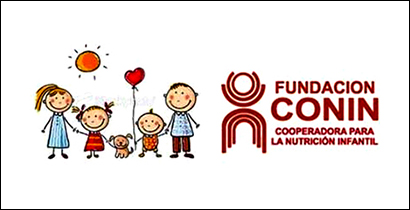 FUNDACION
CONIN
COOPERADORA PARA
LA NUTRICIÓN INFANTIL